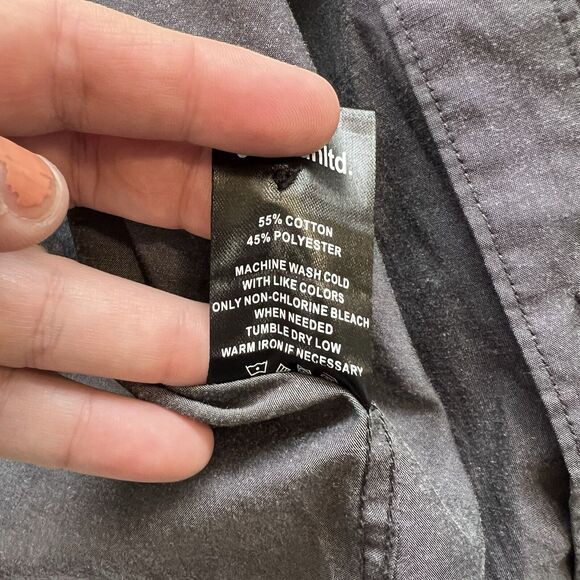 ltd.
55% COTTON
45% POLYESTER
MACHINE WASH COLD
WITH LIKE COLORS
ONLY NON-CHLORINE BLEACH
WHEN NEEDED
TUMBLE DRY LOW
WARM IRON IF NECESSARY